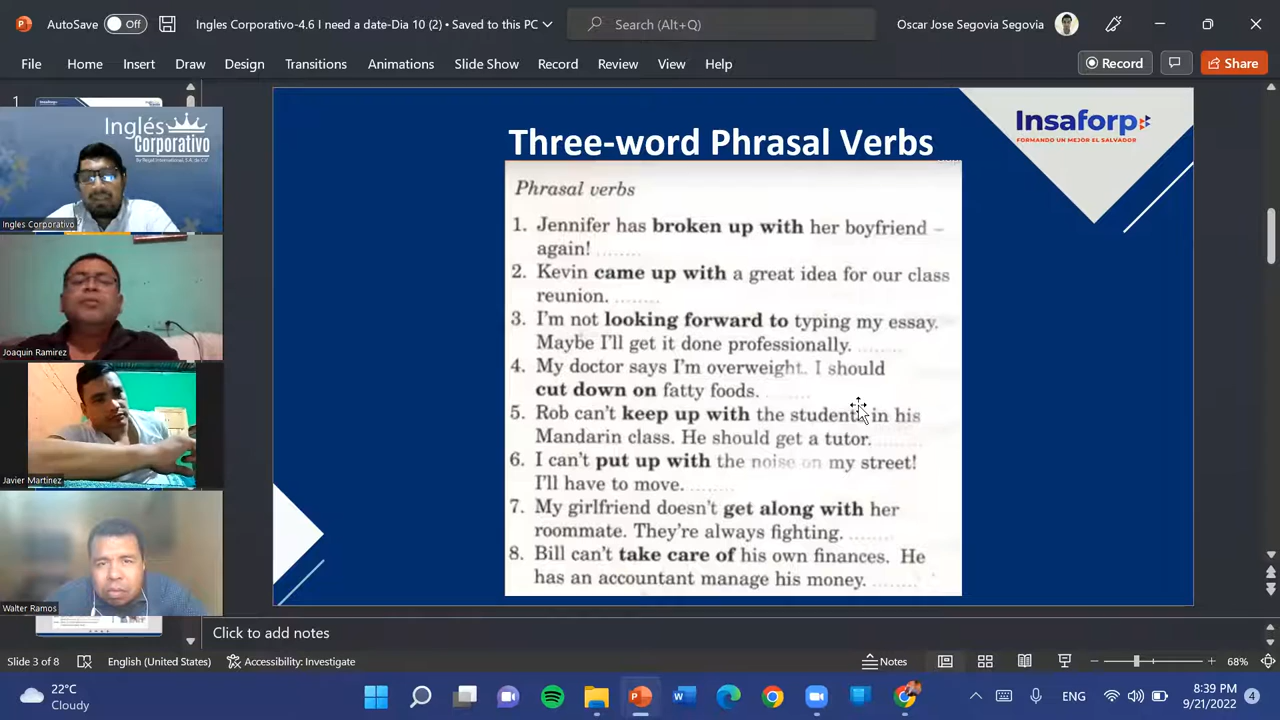 AutoSave Off Ingles Corporativo-4.6 I need a date-Dia 10 (2) • Saved to this PC Search (Alt+Q) Oscar Jose Segovia Segovia
File Home Insert Draw Design Transitions Animations Slide Show Record Review View Help Record Share
1
Inglés
Corporativo
Ingles Corporativo
Joaquin Ramirez
Javier Martinez
Walter Ramos
Insaforp
FORMANDO UN MEJOR EL SALVADOR
Three-word Phrasal Verbs
Phrasal verbs
1. Jennifer has broken up with her boyfriend –
again! ........
2. Kevin came up with a great idea for our class
reunion. ........
3. I'm not looking forward to typing my essay.
Maybe I'll get it done professionally. ........
4. My doctor says I'm overweight. I should
cut down on fatty foods. ........
5. Rob can't keep up with the students in his
Mandarin class. He should get a tutor. ........
6. I can't put up with the noise on my street!
I'll have to move. ........
7. My girlfriend doesn't get along with her
roommate. They're always fighting. ........
8. Bill can't take care of his own finances. He
has an accountant manage his money. ........
Click to add notes
Slide 3 of 8 English (United States) Accessibility: Investigate Notes 68%
22°C
Cloudy
ENG
8:39 PM
9/21/2022
4